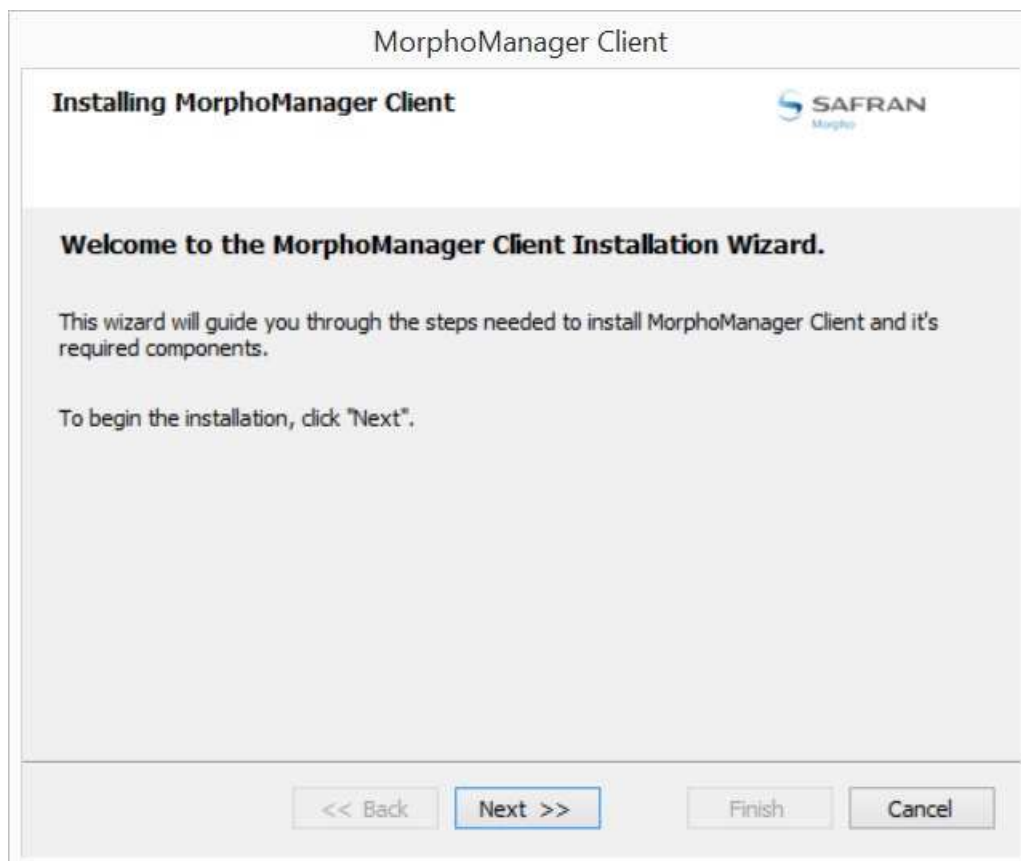 MorphoManager Client
Installing MorphoManager Client
SAFRAN
Morpho
Welcome to the MorphoManager Client Installation Wizard.
This wizard will guide you through the steps needed to install MorphoManager Client and it's
required components.
To begin the installation, click "Next".
<< Back
Next >>
Finish
Cancel